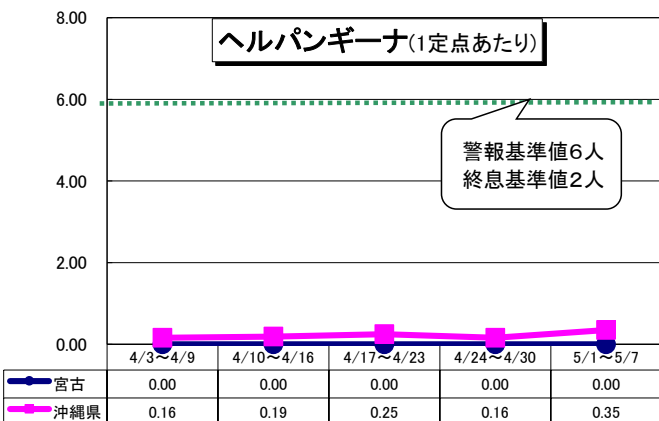 ヘルパンギーナ(1定点あたり)
8.00
6.00
警報基準値6人
終息基準値2人
4.00
2.00
0.00
4/3～4/9 4/10～4/16 4/17～4/23 4/24～4/30 5/1～5/7
宮古 0.00 0.00 0.00 0.00 0.00
沖縄県 0.16 0.19 0.25 0.16 0.35